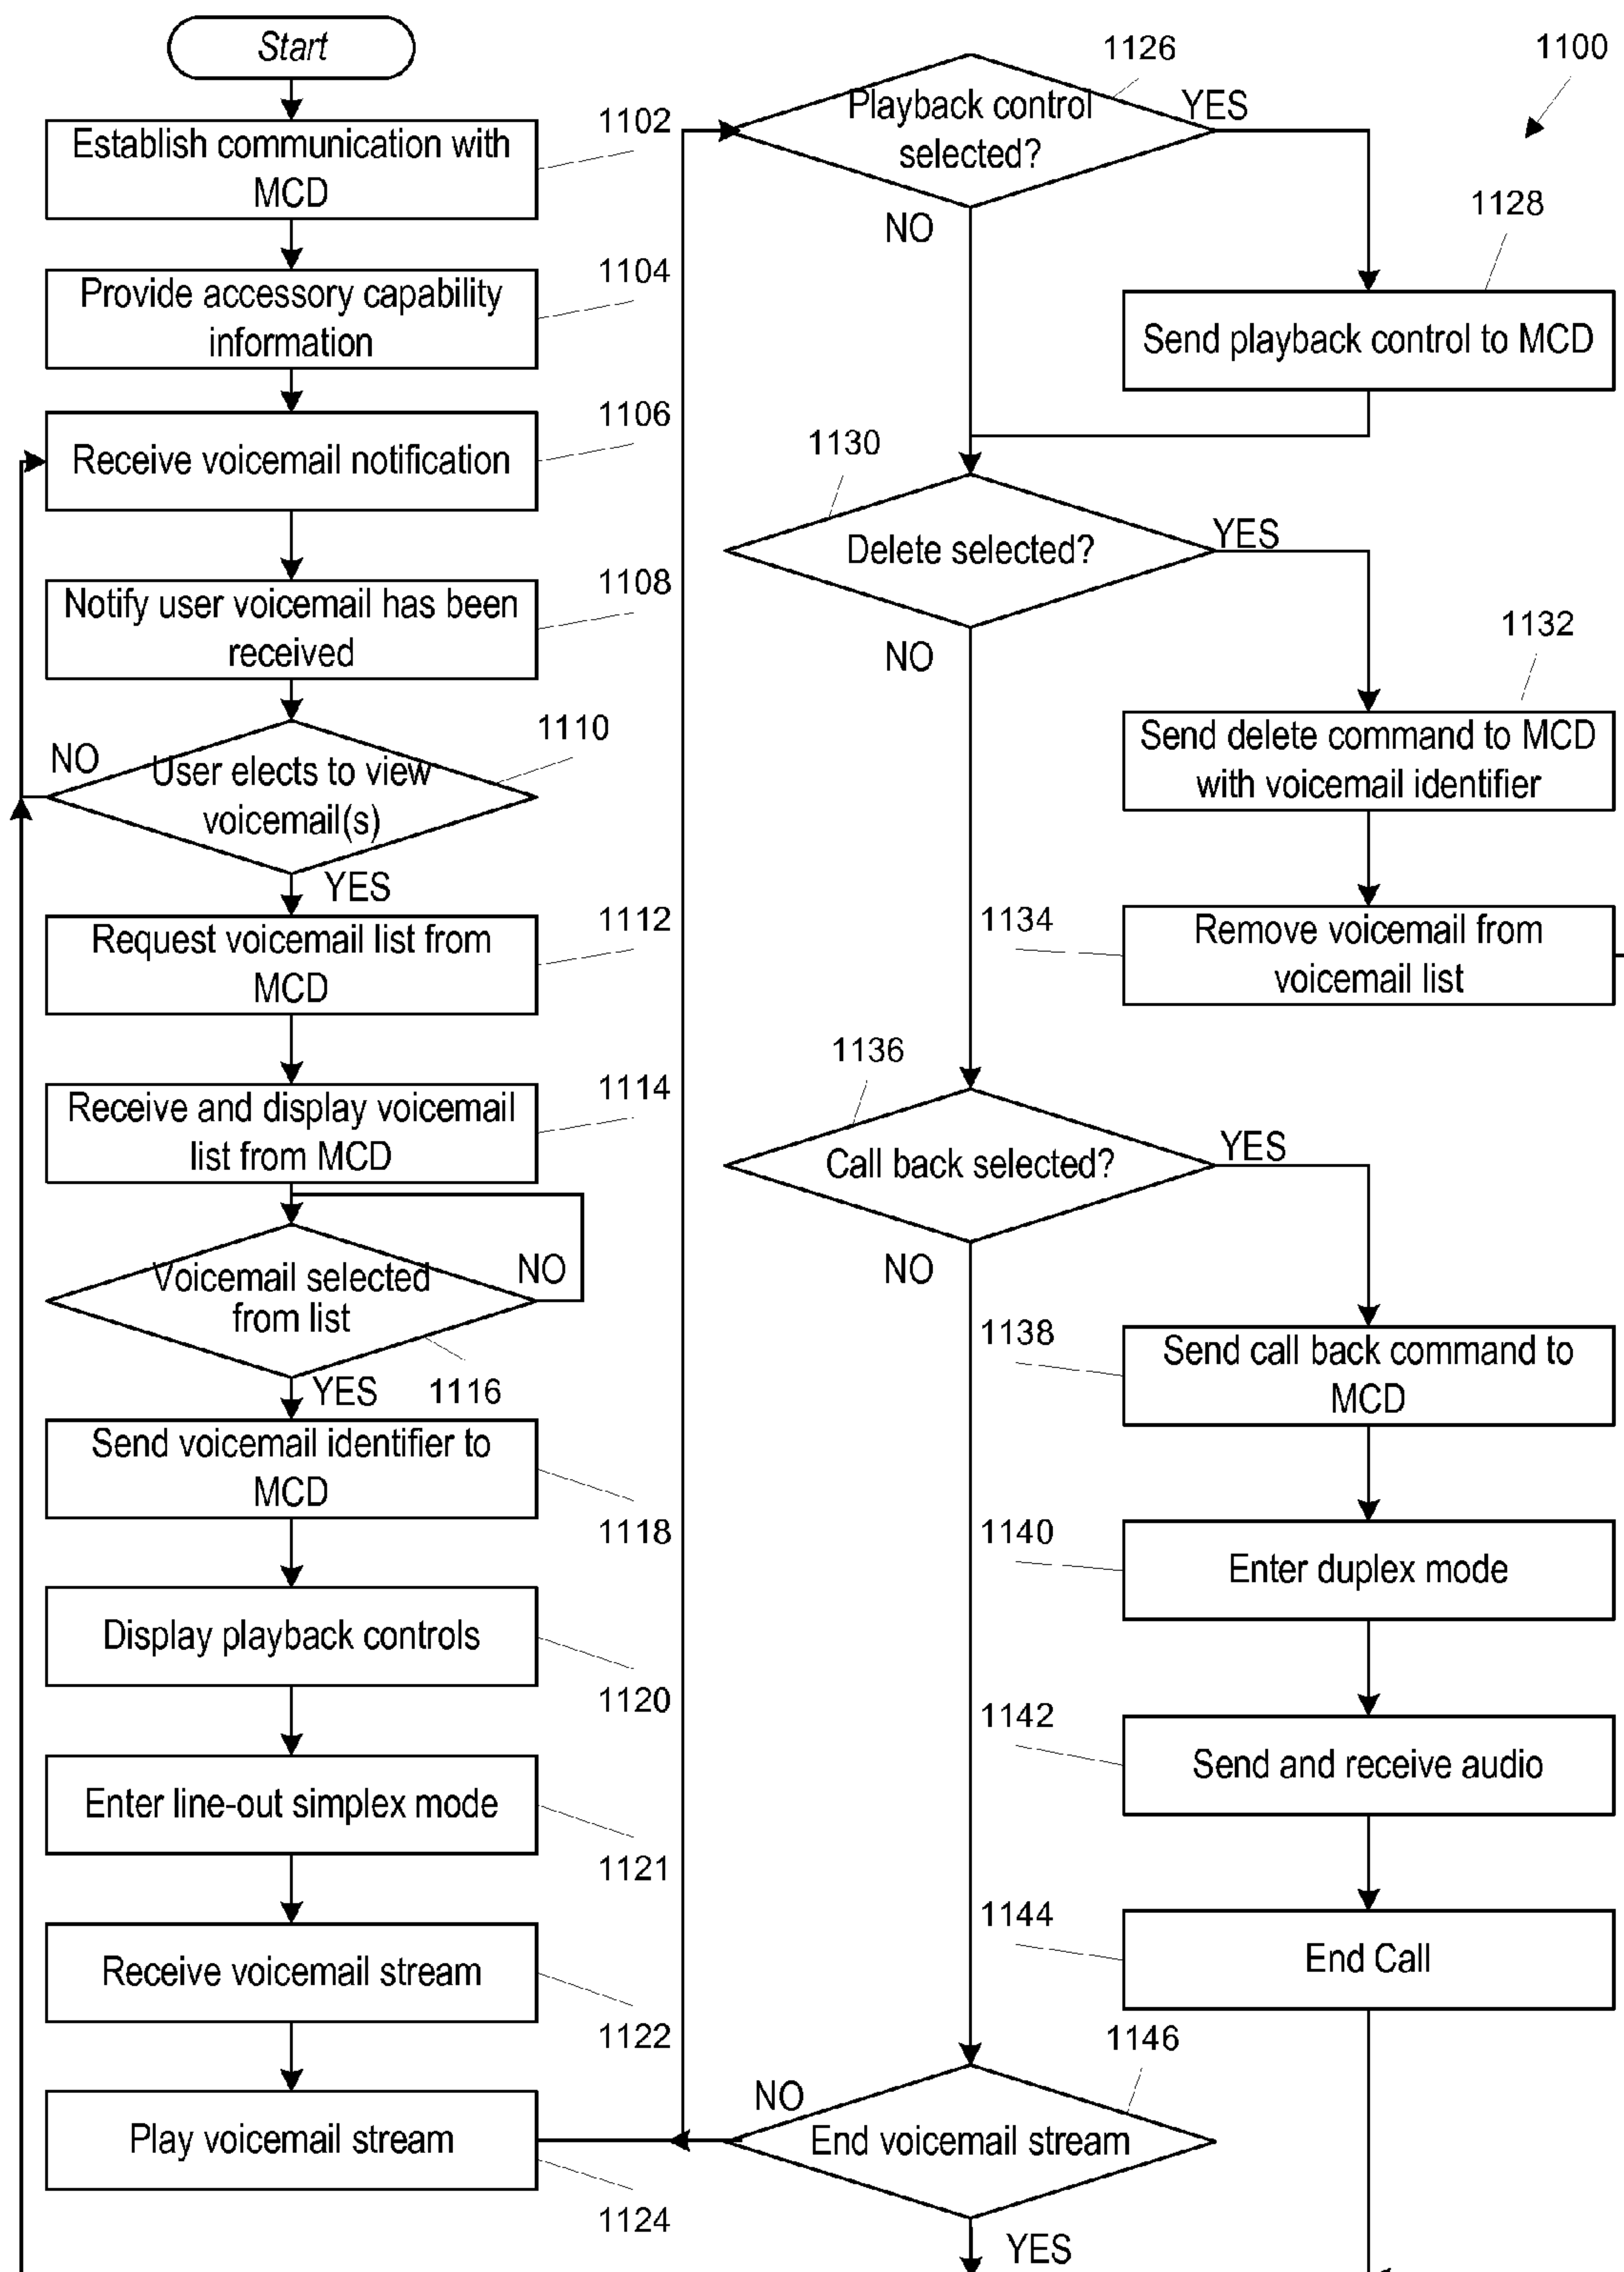 Start
Establish communication with
MCD
1102
Provide accessory capability
information
1104
Receive voicemail notification
1106
Notify user voicemail has been
received
1108
User elects to view
voicemail(s)
1110
NO
YES
Request voicemail list from
MCD
1112
Receive and display voicemail
list from MCD
1114
Voicemail selected
from list
NO
YES
1116
Send voicemail identifier to
MCD
1118
Display playback controls
1120
Enter line-out simplex mode
1121
Receive voicemail stream
1122
Play voicemail stream
1124
1100
1126
Playback control
selected?
YES
NO
1128
Send playback control to MCD
1130
Delete selected?
YES
NO
1132
Send delete command to MCD
with voicemail identifier
1134
Remove voicemail from
voicemail list
1136
Call back selected?
YES
NO
1138
Send call back command to
MCD
1140
Enter duplex mode
1142
Send and receive audio
1144
End Call
1146
NO
End voicemail stream
YES